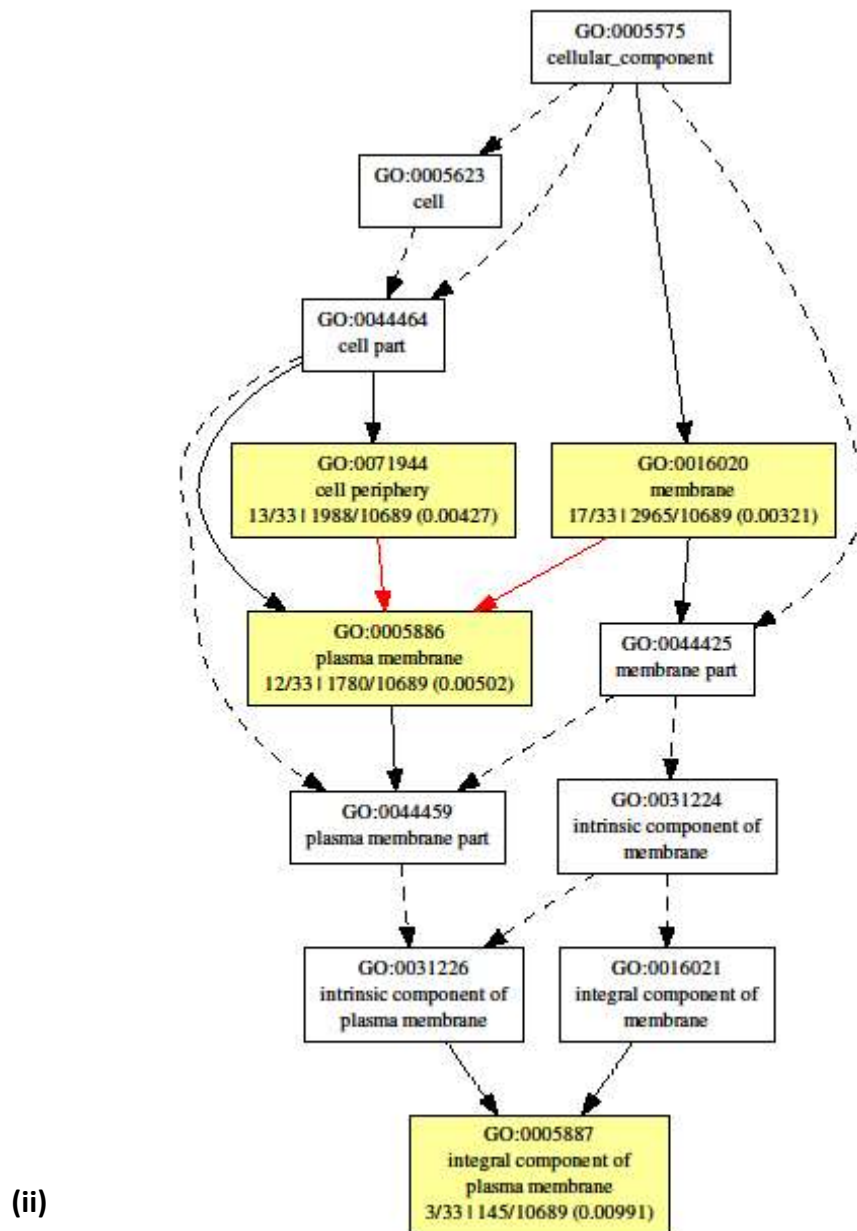 GO:0005575
cellular_component
GO:0005623
cell
GO:0044464
cell part
GO:0071944
cell periphery
13/33 | 1988/10689 (0.00427)
GO:0016020
membrane
17/33 | 2965/10689 (0.00321)
GO:0005886
plasma membrane
12/33 | 1780/10689 (0.00502)
GO:0044425
membrane part
GO:0044459
plasma membrane part
GO:0031224
intrinsic component of
membrane
GO:0031226
intrinsic component of
plasma membrane
GO:0016021
integral component of
membrane
GO:0005887
integral component of
plasma membrane
3/33 | 145/10689 (0.00991)
(ii)